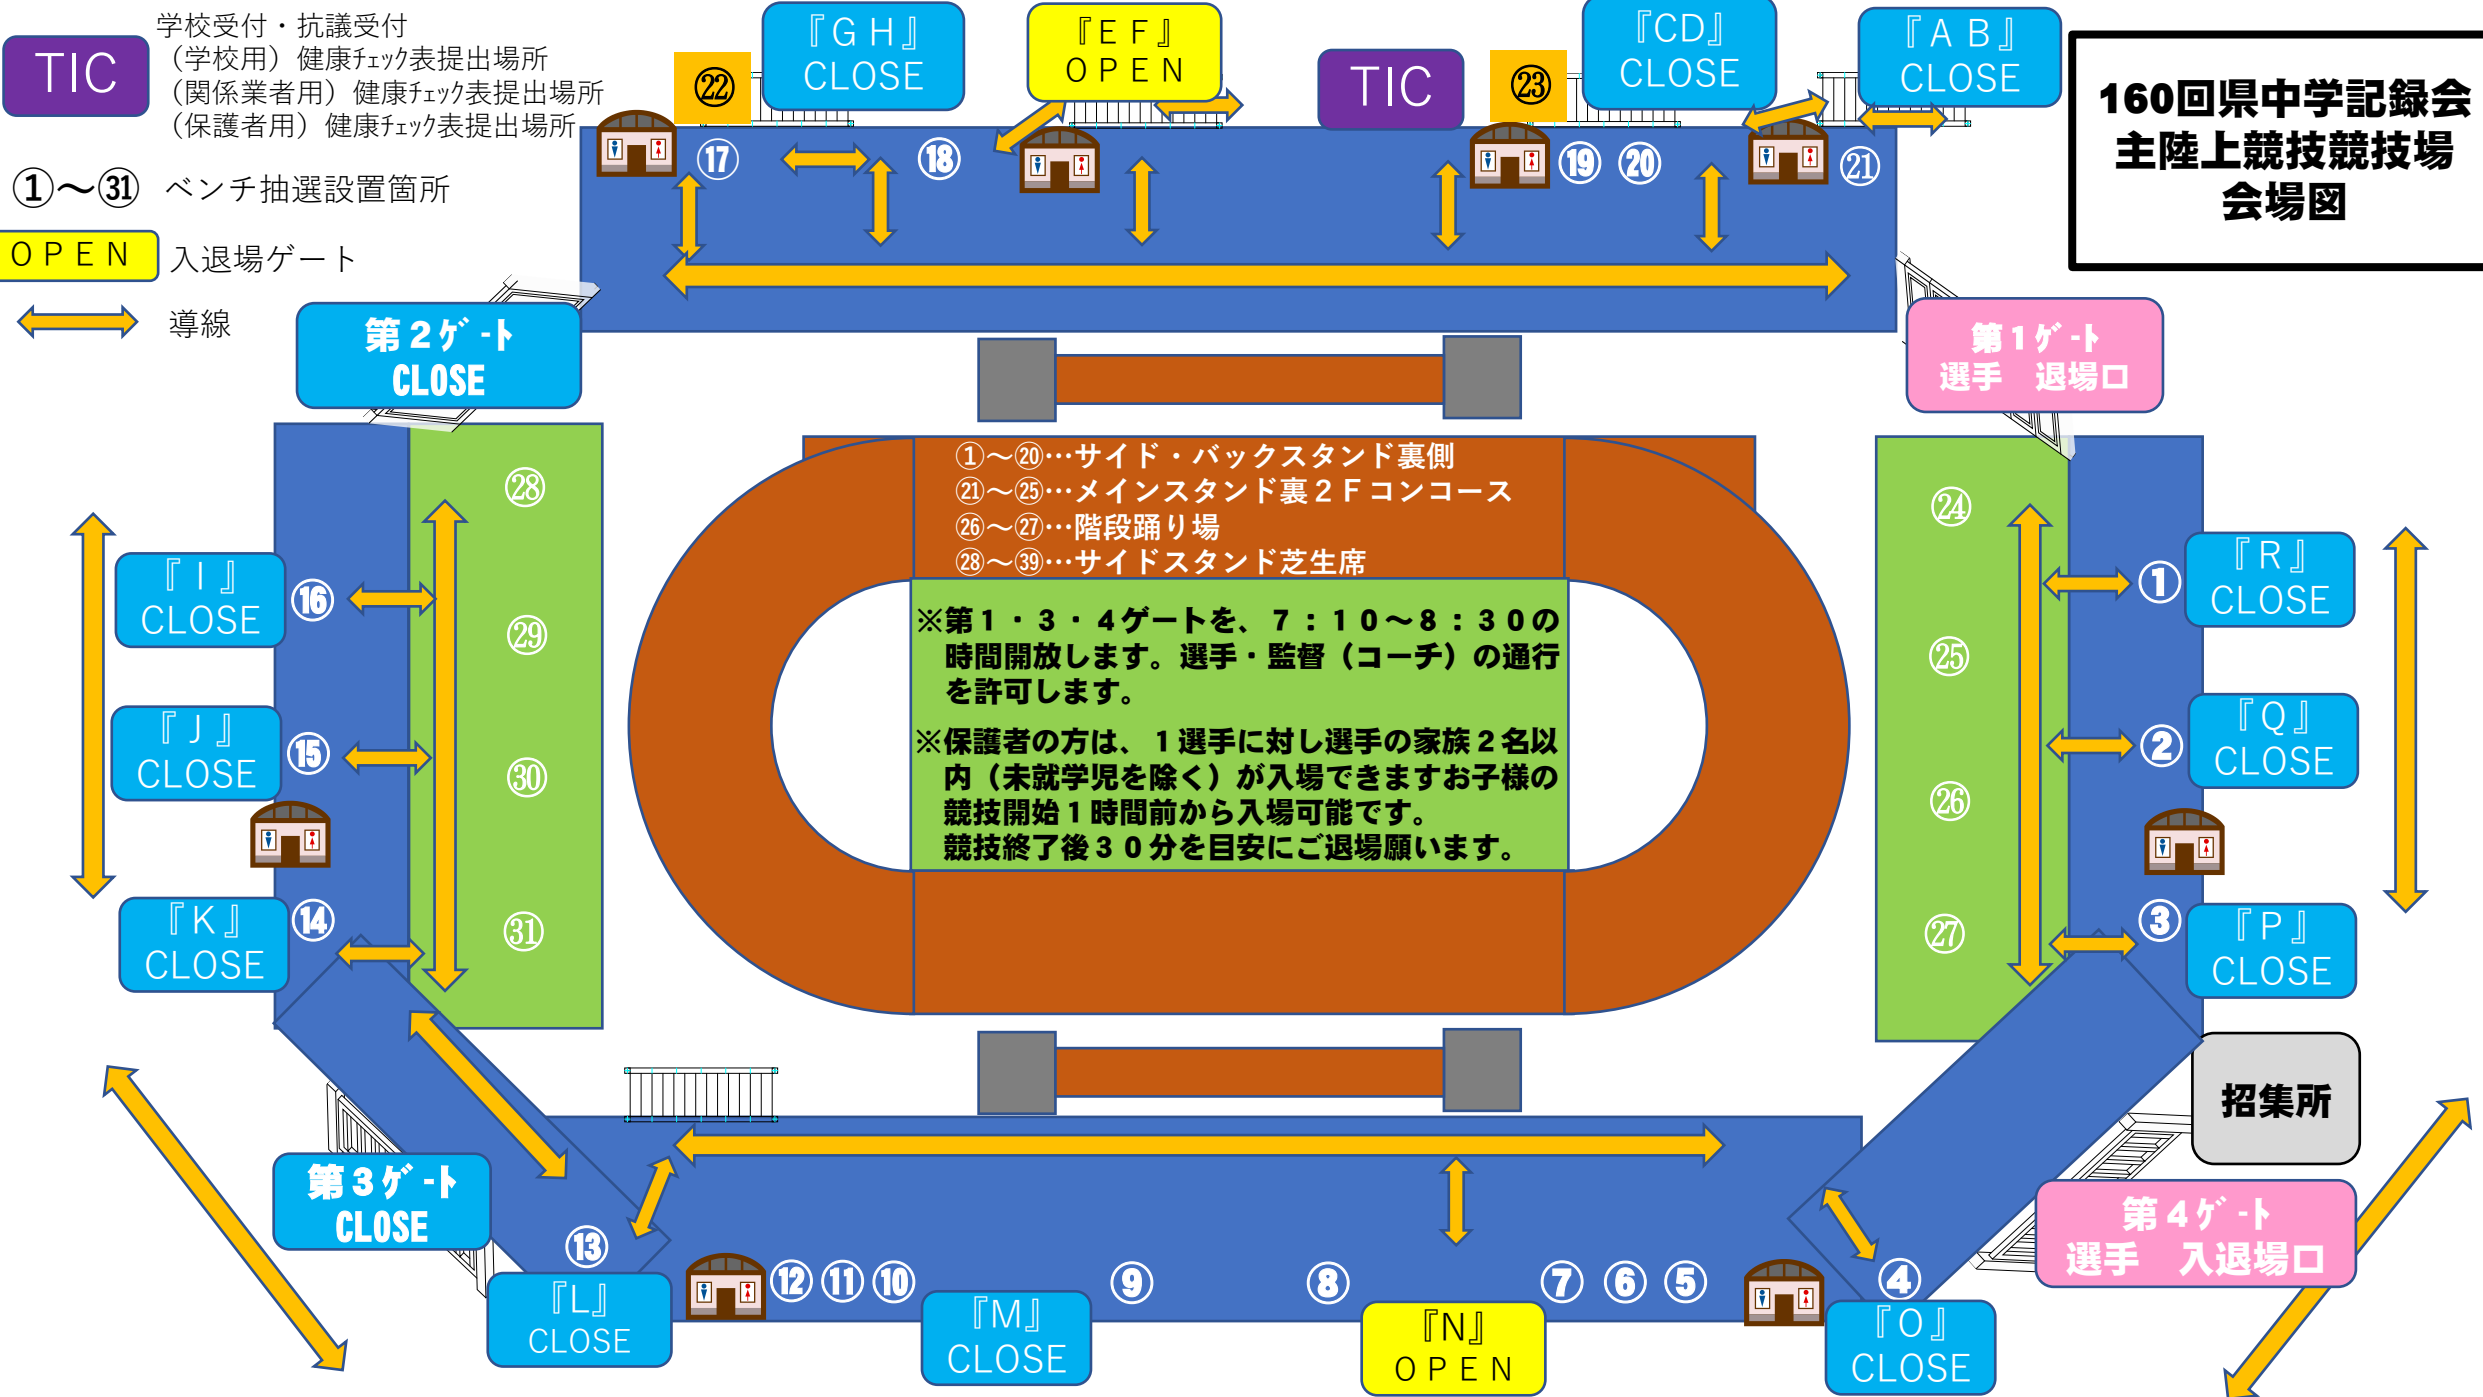 TIC
学校受付・抗議受付
（学校用）健康ﾁｪｯｸ表提出場所
（関係業者用）健康ﾁｪｯｸ表提出場所
（保護者用）健康ﾁｪｯｸ表提出場所
①～㉛ ベンチ抽選設置箇所
ＯＰＥＮ 入退場ゲート
導線
㉒
『ＧＨ』
CLOSE
『ＥＦ』
ＯＰＥＮ
TIC
㉓
『CD』
CLOSE
『ＡＢ』
CLOSE
160回県中学記録会
主陸上競技競技場
会場図
⑰
⑱
⑲
⑳
㉑
第２ｹﾞｰﾄ
CLOSE
第１ｹﾞｰﾄ
選手　退場口
①～⑳…サイド・バックスタンド裏側
㉑～㉕…メインスタンド裏２Ｆコンコース
㉖～㉗…階段踊り場
㉘～㊴…サイドスタンド芝生席
※第１・３・４ゲートを、７：１０～８：３０の
時間開放します。選手・監督（コーチ）の通行
を許可します。
※保護者の方は、１選手に対し選手の家族２名以
内（未就学児を除く）が入場できますお子様の
競技開始１時間前から入場可能です。
競技終了後３０分を目安にご退場願います。
『Ｉ』
CLOSE
⑯
『Ｊ』
CLOSE
⑮
『Ｋ』
CLOSE
⑭
㉘
㉙
㉚
㉛
㉔
㉕
㉖
㉗
①
『Ｒ』
CLOSE
②
『Ｑ』
CLOSE
③
『Ｐ』
CLOSE
招集所
第３ｹﾞｰﾄ
CLOSE
第４ｹﾞｰﾄ
選手　入退場口
⑬
『L』
CLOSE
⑫
⑪
⑩
『M』
CLOSE
⑨
⑧
『N』
ＯＰＥＮ
⑦
⑥
⑤
④
『Ｏ』
CLOSE